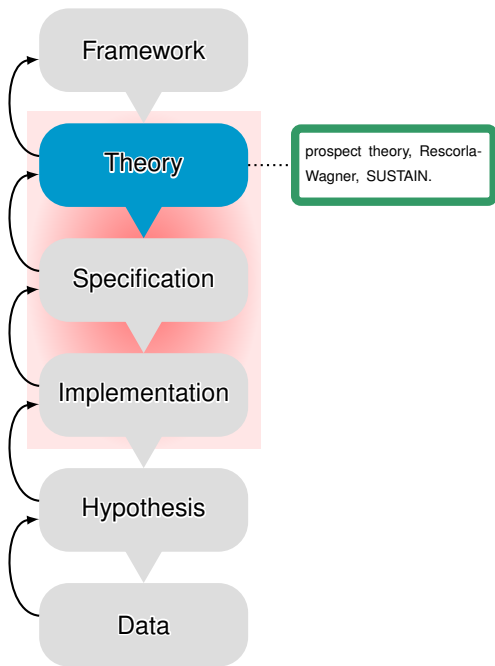 Framework
Theory
prospect theory, Rescorla-
Wagner, SUSTAIN.
Specification
Implementation
Hypothesis
Data